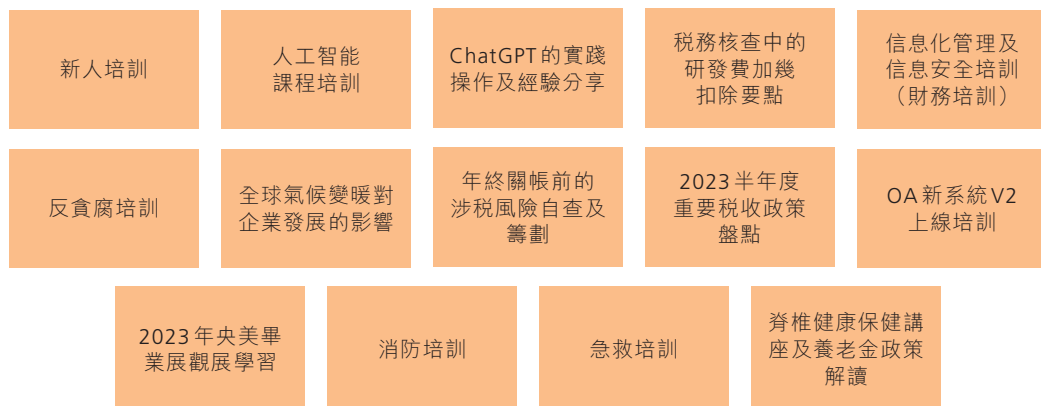 新人培訓
人工智能
課程培訓
ChatGPT的實踐
操作及經驗分享
税務核查中的
研發費加幾
扣除要點
信息化管理及
信息安全培訓
（財務培訓）
反貪腐培訓
全球氣候變暖對
企業發展的影響
年終關帳前的
涉税風險自查及
籌劃
2023半年度
重要税收政策
盤點
OA新系統V2
上線培訓
2023年央美畢
業展觀展學習
消防培訓
急救培訓
脊椎健康保健講
座及養老金政策
解讀